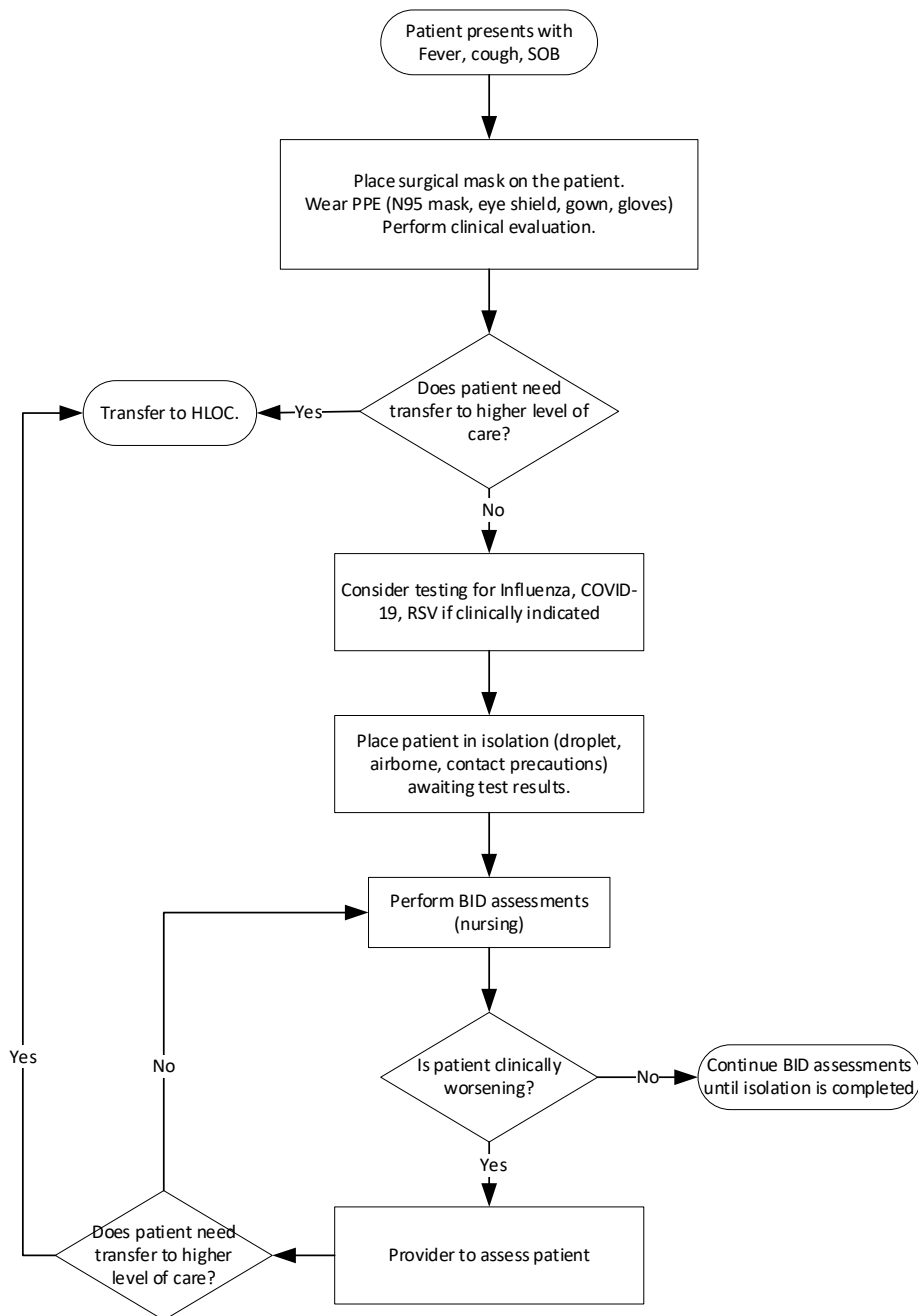 Patient presents with
Fever, cough, SOB
Place surgical mask on the patient.
Wear PPE (N95 mask, eye shield, gown, gloves)
Perform clinical evaluation.
Does patient need
transfer to higher level of
care?
Yes
Transfer to HLOC.
No
Consider testing for Influenza, COVID-
19, RSV if clinically indicated
Place patient in isolation (droplet,
airborne, contact precautions)
awaiting test results.
Perform BID assessments
(nursing)
Is patient clinically
worsening?
No
Continue BID assessments
until isolation is completed.
Yes
Provider to assess patient
Does patient need
transfer to higher
level of care?
No
Yes